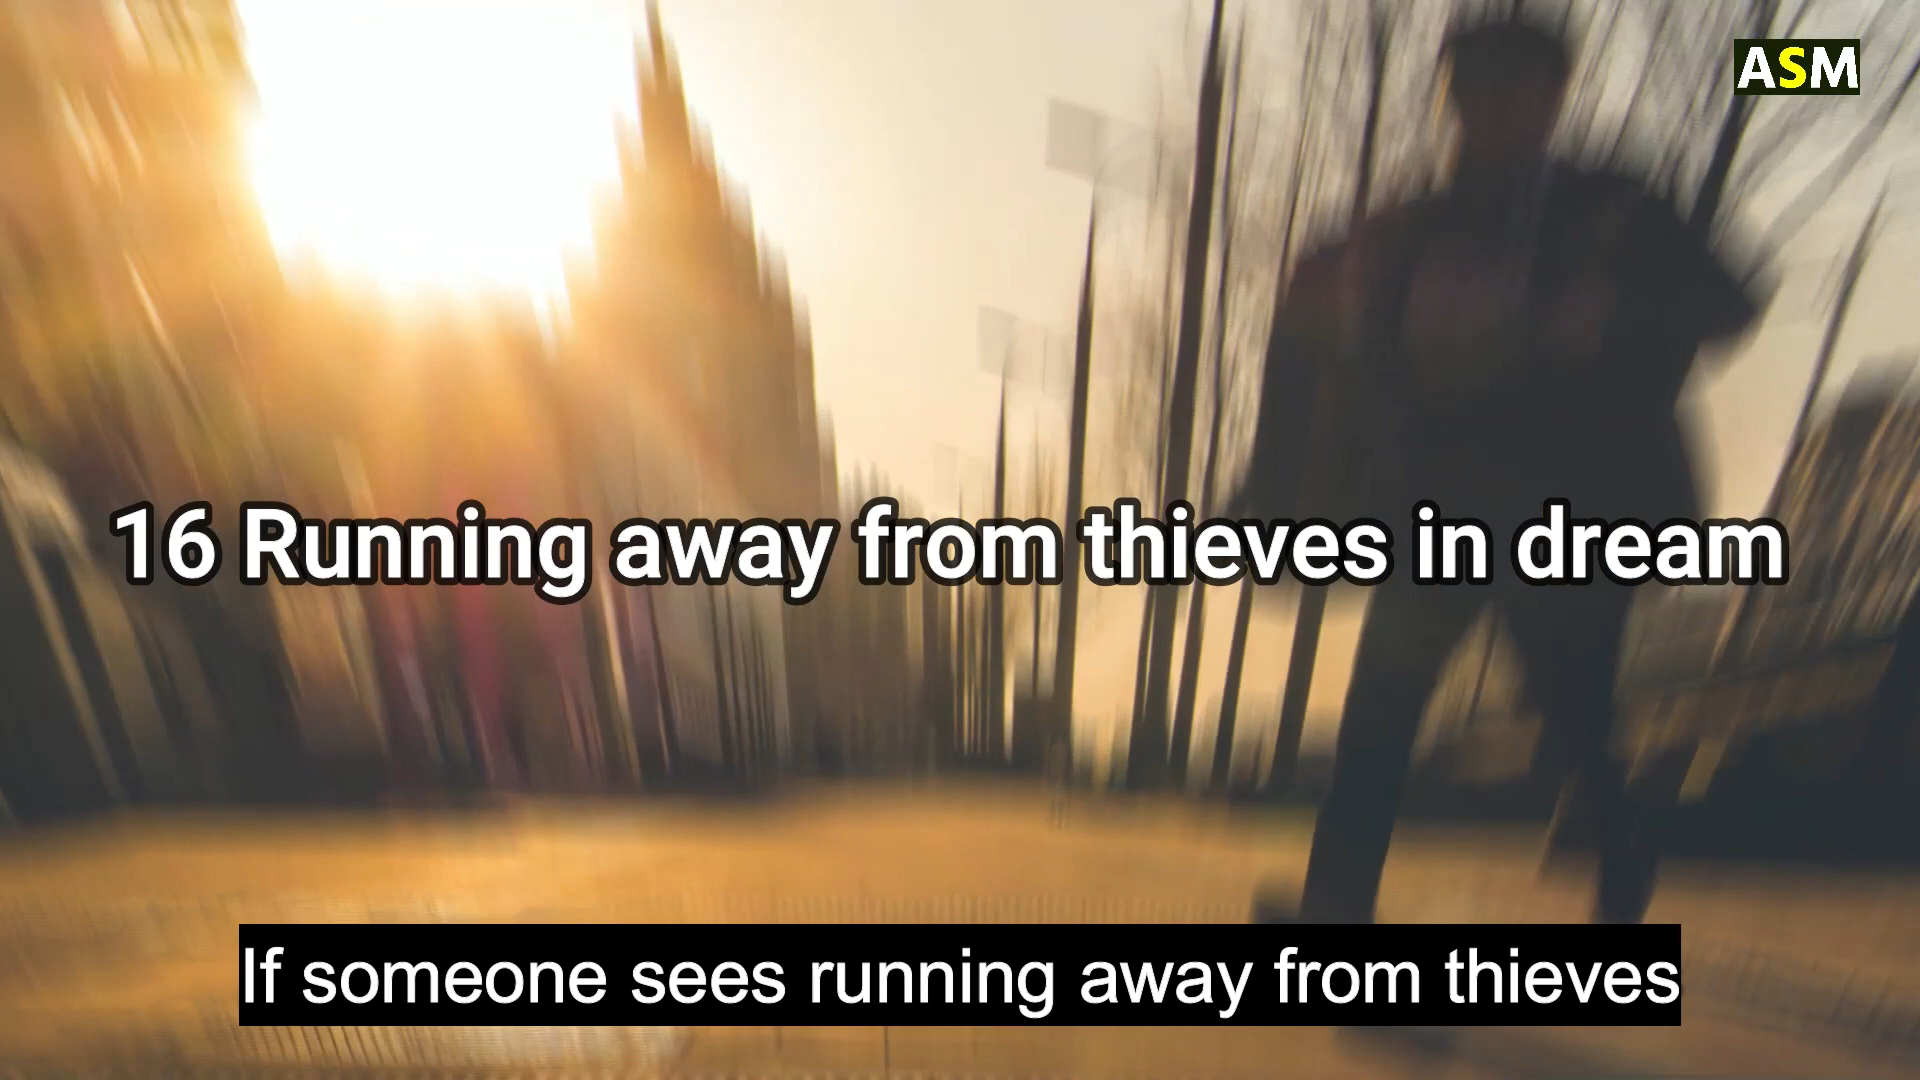 ASM
16 Running away from thieves in dream
If someone sees running away from thieves